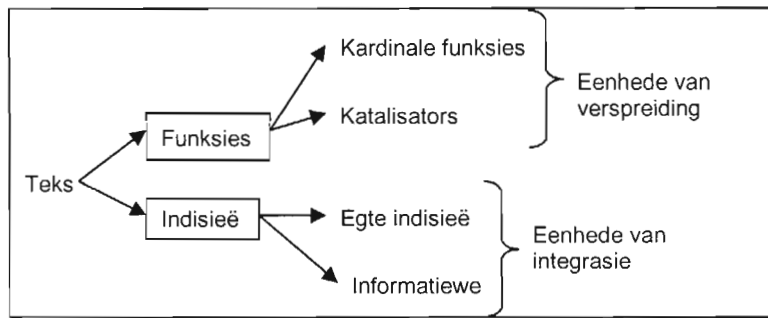 Kardinale funksies
Eenhede van
verspreiding
Katalisators
Funksies
Teks
Indisieë
Egte indisieë
Eenhede van
integrasie
Informatiewe